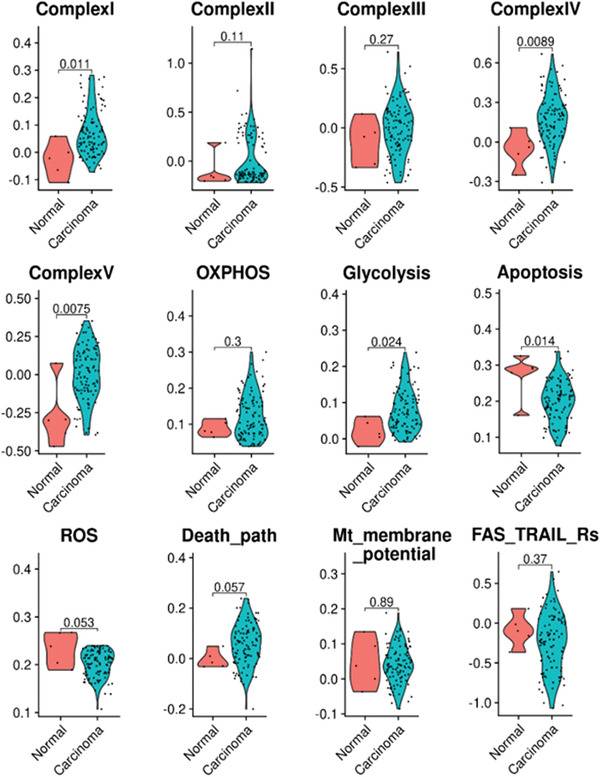 ComplexI ComplexII ComplexIII ComplexIV
0.4 0.3 0.2 0.1 0.0 -0.1 0.011
1.0 0.5 0.0 0.11
0.5 0.0 -0.5 0.27
0.6 0.3 0.0 -0.3 0.0089
Normal Carcinoma Normal Carcinoma Normal Carcinoma Normal Carcinoma
ComplexV OXPHOS Glycolysis Apoptosis
0.50 0.25 0.00 -0.25 -0.50 0.0075
0.4 0.3 0.2 0.1 0.3
0.4 0.3 0.2 0.1 0.0 0.024
0.5 0.4 0.3 0.2 0.1 0.014
Normal Carcinoma Normal Carcinoma Normal Carcinoma Normal Carcinoma
ROS Death_path Mt_membrane FAS_TRAIL_Rs
_potential
0.4 0.3 0.2 0.1 0.053
0.4 0.2 0.0 -0.2 0.057
0.3 0.2 0.1 0.0 -0.1 0.89
0.5 0.0 -0.5 -1.0 0.37
Normal Carcinoma Normal Carcinoma Normal Carcinoma Normal Carcinoma